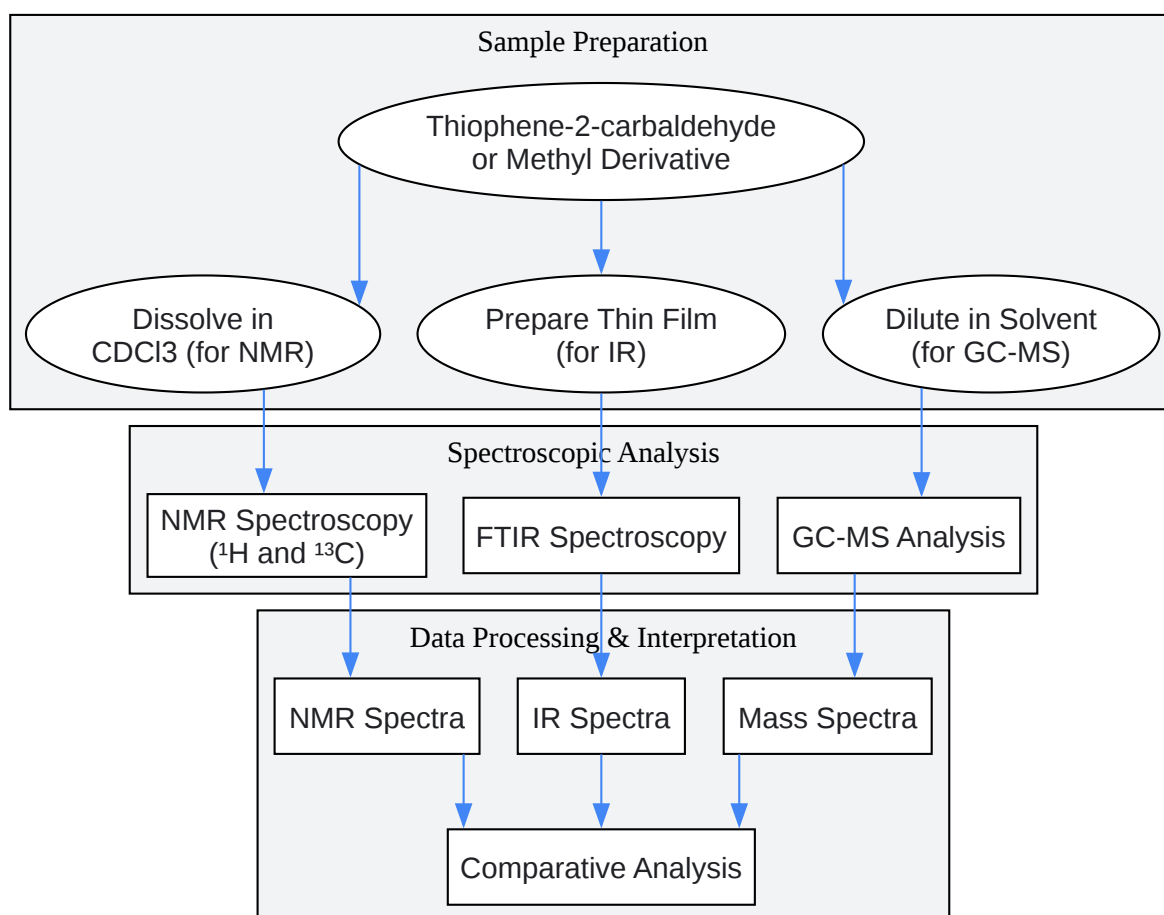 Sample Preparation
Thiophene-2-carbaldehyde
or Methyl Derivative
Dissolve in
CDCl3 (for NMR)
Prepare Thin Film
(for IR)
Dilute in Solvent
(for GC-MS)
Spectroscopic Analysis
NMR Spectroscopy
(¹H and ¹³C)
FTIR Spectroscopy
GC-MS Analysis
Data Processing & Interpretation
NMR Spectra
IR Spectra
Mass Spectra
Comparative Analysis